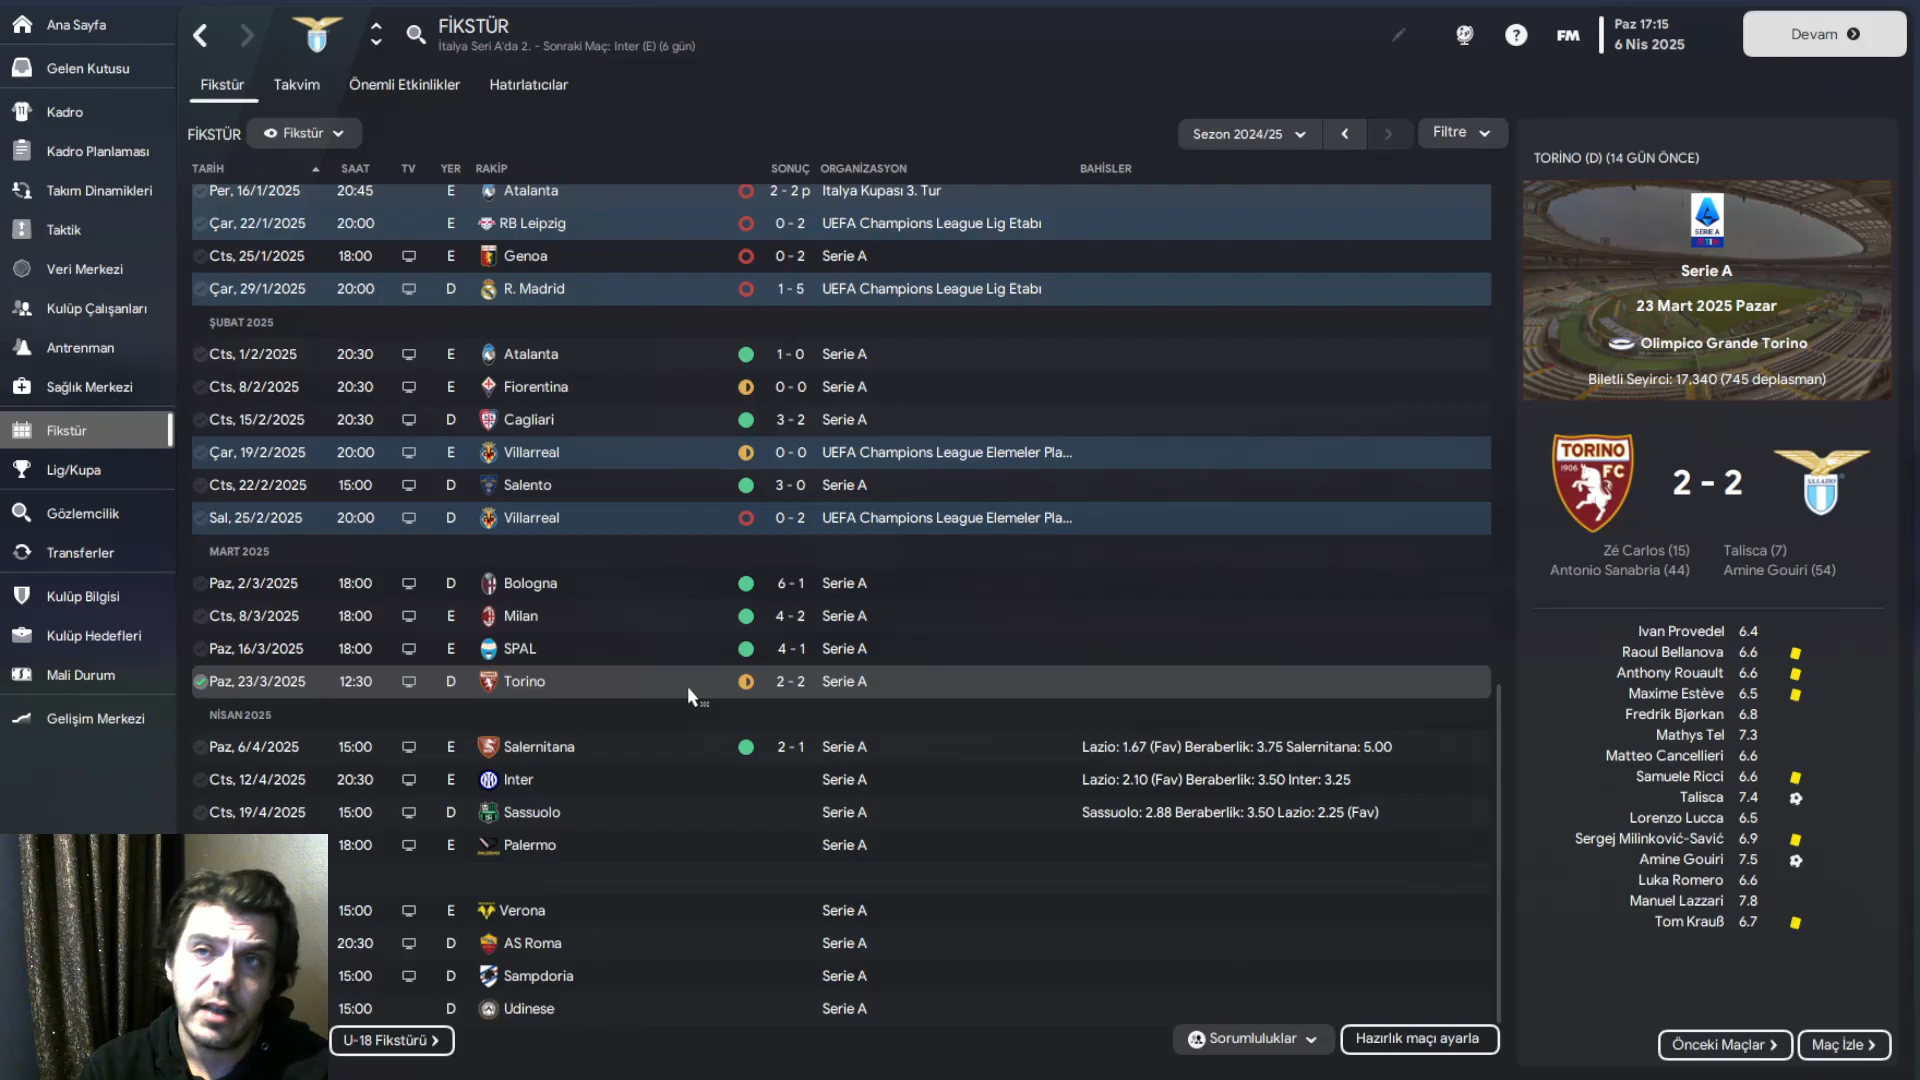 Ana Sayfa
Gelen Kutusu
Kadro
Kadro Planlaması
Takım Dinamikleri
Taktik
Veri Merkezi
Kulüp Çalışanları
Antrenman
Sağlık Merkezi
Fikstür
Lig/Kupa
Gözlemcilik
Transferler
Kulüp Bilgisi
Kulüp Hedefleri
Mali Durum
Gelişim Merkezi
FİKSTÜR
İtalya Seri A'da 2. - Sonraki Maç: Inter (E) (6 gün)
FM
Paz 17:15
6 Nis 2025
Devam
Fikstür Takvim Önemli Etkinlikler Hatırlatıcılar
FİKSTÜR Fikstür Sezon 2024/25 Filtre
TARİH SAAT TV YER RAKİP SONUÇ ORGANİZASYON BAHİSLER
Per, 16/1/2025 20:45 E Atalanta 2 - 2 p İtalya Kupası 3. Tur
Çar, 22/1/2025 20:00 E RB Leipzig 0 - 2 UEFA Champions League Lig Etabı
Cts, 25/1/2025 18:00 E Genoa 0 - 2 Serie A
Çar, 29/1/2025 20:00 D R. Madrid 1 - 5 UEFA Champions League Lig Etabı
ŞUBAT 2025
Cts, 1/2/2025 20:30 E Atalanta 1 - 0 Serie A
Cts, 8/2/2025 20:30 E Fiorentina 0 - 0 Serie A
Cts, 15/2/2025 20:30 D Cagliari 3 - 2 Serie A
Çar, 19/2/2025 20:00 E Villarreal 0 - 0 UEFA Champions League Elemeler Pla...
Cts, 22/2/2025 15:00 D Salento 3 - 0 Serie A
Sal, 25/2/2025 20:00 D Villarreal 0 - 2 UEFA Champions League Elemeler Pla...
MART 2025
Paz, 2/3/2025 18:00 D Bologna 6 - 1 Serie A
Cts, 8/3/2025 18:00 E Milan 4 - 2 Serie A
Paz, 16/3/2025 18:00 E SPAL 4 - 1 Serie A
Paz, 23/3/2025 12:30 D Torino 2 - 2 Serie A
NİSAN 2025
Paz, 6/4/2025 15:00 E Salernitana 2 - 1 Serie A Lazio: 1.67 (Fav) Beraberlik: 3.75 Salernitana: 5.00
Cts, 12/4/2025 20:30 E Inter Serie A Lazio: 2.10 (Fav) Beraberlik: 3.50 Inter: 3.25
Cts, 19/4/2025 15:00 D Sassuolo Serie A Sassuolo: 2.88 Beraberlik: 3.50 Lazio: 2.25 (Fav)
18:00 E Palermo Serie A
15:00 E Verona Serie A
20:30 D AS Roma Serie A
15:00 D Sampdoria Serie A
15:00 D Udinese Serie A
U-18 Fikstürü
Sorumluluklar
Hazırlık maçı ayarla
TORİNO (D) (14 GÜN ÖNCE)
SERIE A
Serie A
23 Mart 2025 Pazar
Olimpico Grande Torino
Biletli Seyirci: 17,340 (745 deplasman)
TORINO
1906 FC
2 - 2
S.S.LAZIO
Zé Carlos (15) Talisca (7)
Antonio Sanabria (44) Amine Gouiri (54)
Ivan Provedel 6.4
Raoul Bellanova 6.6
Anthony Rouault 6.6
Maxime Estève 6.5
Fredrik Bjørkan 6.8
Mathys Tel 7.3
Matteo Cancellieri 6.6
Samuele Ricci 6.6
Talisca 7.4
Lorenzo Lucca 6.5
Sergej Milinković-Savić 6.9
Amine Gouiri 7.5
Luka Romero 6.6
Manuel Lazzari 7.8
Tom Krauß 6.7
Önceki Maçlar
Maç İzle